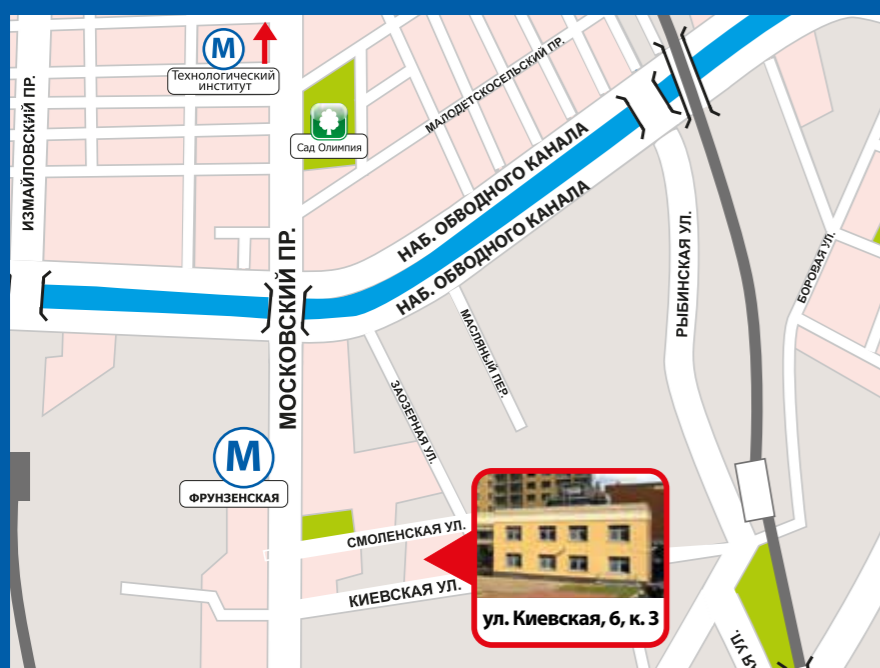 М
Технологический
институт
ИЗМАЙЛОВСКИЙ ПР.
Сад Олимпия
МАЛОДЕТСКОСЕЛЬСКИЙ ПР.
НАБ. ОБВОДНОГО КАНАЛА
НАБ. ОБВОДНОГО КАНАЛА
МОСКОВСКИЙ ПР.
РЫБИНСКАЯ УЛ.
БОРОВАЯ УЛ.
МАСЛЯНЫЙ ПЕР.
ЗАОЗЕРНАЯ УЛ.
М
ФРУНЗЕНСКАЯ
СМОЛЕНСКАЯ УЛ.
КИЕВСКАЯ УЛ.
ул. Киевская, 6, к. 3
Я УЛ.